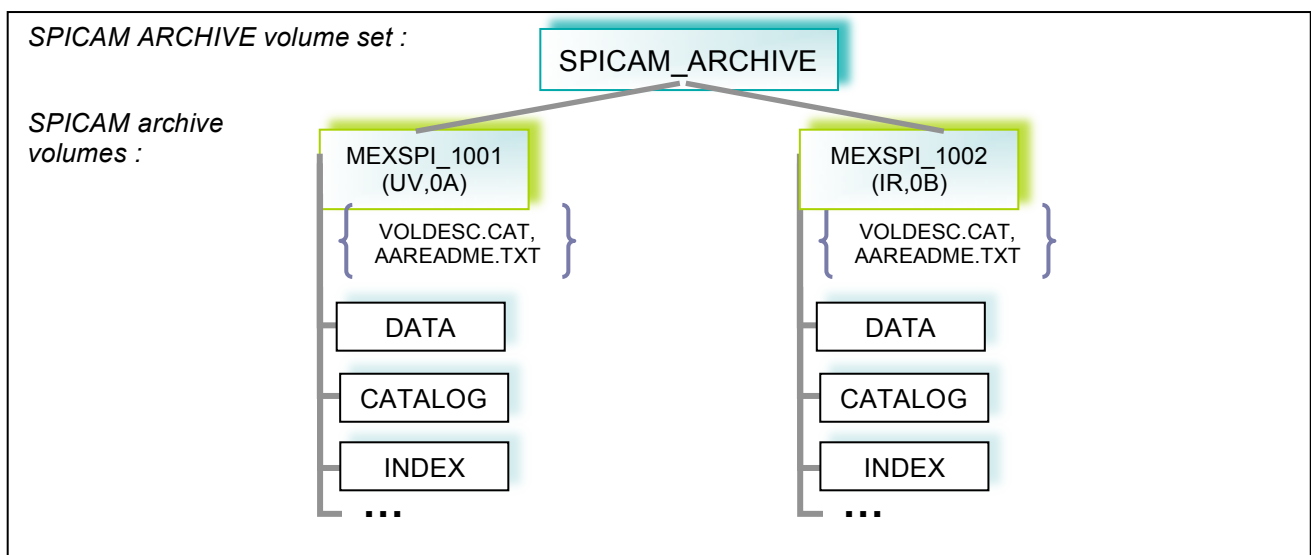 SPICAM ARCHIVE volume set :
SPICAM_ARCHIVE
SPICAM archive
volumes :
MEXSPI_1001
(UV,0A)
VOLDESC.CAT,
AAREADME.TXT
DATA
CATALOG
INDEX
...
MEXSPI_1002
(IR,0B)
VOLDESC.CAT,
AAREADME.TXT
DATA
CATALOG
INDEX
...